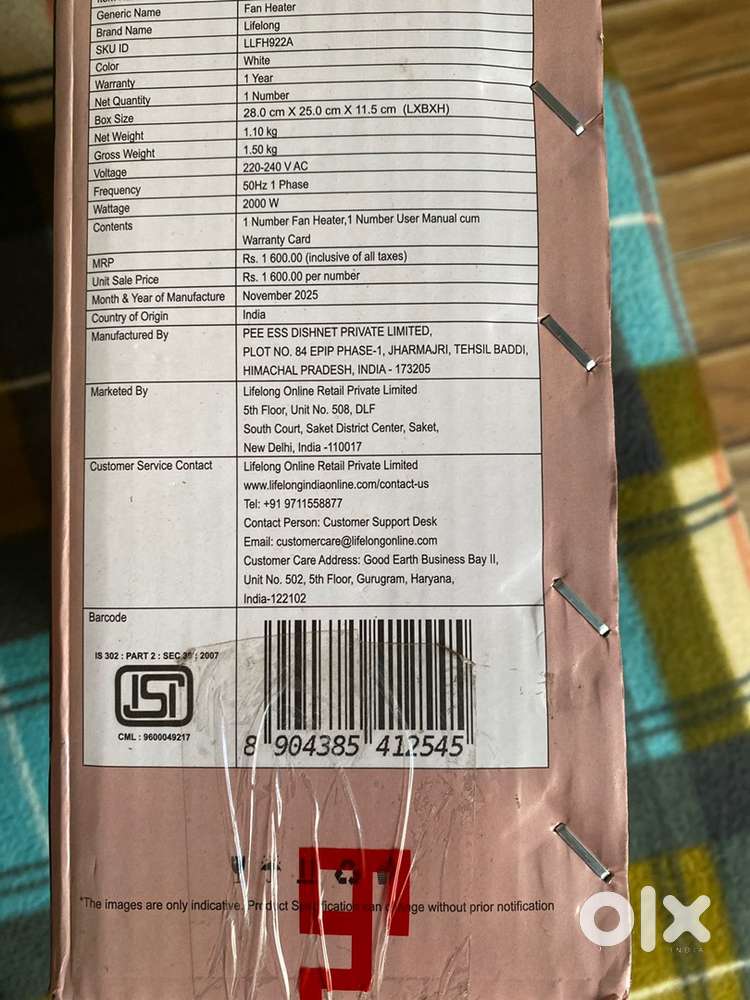 Generic Name Fan Heater
Brand Name Lifelong
SKU ID LLFH922A
Color White
Warranty 1 Year
Net Quantity 1 Number
Box Size 28.0 cm X 25.0 cm X 11.5 cm (LXBXH)
Net Weight 1.10 kg
Gross Weight 1.50 kg
Voltage 220-240 V AC
Frequency 50Hz 1 Phase
Wattage 2000 W
Contents 1 Number Fan Heater,1 Number User Manual cum
Warranty Card
MRP Rs. 1 600.00 (inclusive of all taxes)
Unit Sale Price Rs. 1 600.00 per number
Month & Year of Manufacture November 2025
Country of Origin India
Manufactured By PEE ESS DISHNET PRIVATE LIMITED,
PLOT NO. 84 EPIP PHASE-1, JHARMAJRI, TEHSIL BADDI,
HIMACHAL PRADESH, INDIA - 173205
Marketed By Lifelong Online Retail Private Limited
5th Floor, Unit No. 508, DLF
South Court, Saket District Center, Saket,
New Delhi, India -110017
Customer Service Contact Lifelong Online Retail Private Limited
www.lifelongindiaonline.com/contact-us
Tel: +91 9711558877
Contact Person: Customer Support Desk
Email: customercare@lifelongonline.com
Customer Care Address: Good Earth Business Bay II,
Unit No. 502, 5th Floor, Gurugram, Haryana,
India-122102
Barcode
IS 302 : PART 2 : SEC : 2007
ISI
CML : 9600049217
8 904385 412545
*The images are only indicative. Product can change without prior notification
olx
INDIA